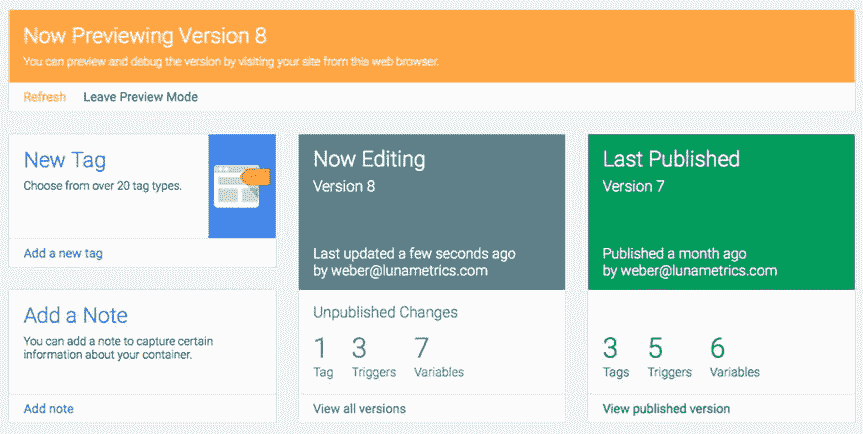 Now Previewing Version 8
You can preview and debug the version by visiting your site from this web browser.
Refresh Leave Preview Mode
New Tag
Choose from over 20 tag types.
Add a new tag
Add a Note
You can add a note to capture certain
information about your container.
Add note
Now Editing
Version 8
Last updated a few seconds ago
by weber@lunametrics.com
Unpublished Changes
1 3 7
Tag Triggers Variables
View all versions
Last Published
Version 7
Published a month ago
by weber@lunametrics.com
3 5 6
Tags Triggers Variables
View published version